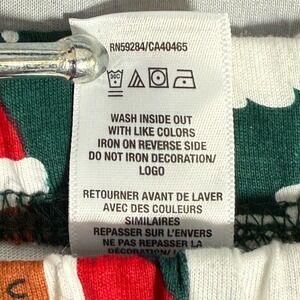 RN59284/CA40465
WASH INSIDE OUT
WITH LIKE COLORS
IRON ON REVERSE SIDE
DO NOT IRON DECORATION/
LOGO
RETOURNER AVANT DE LAVER
AVEC DES COULEURS
SIMILAIRES
REPASSER SUR L'ENVERS
NE PAS REPASSER LA
DECORATION/